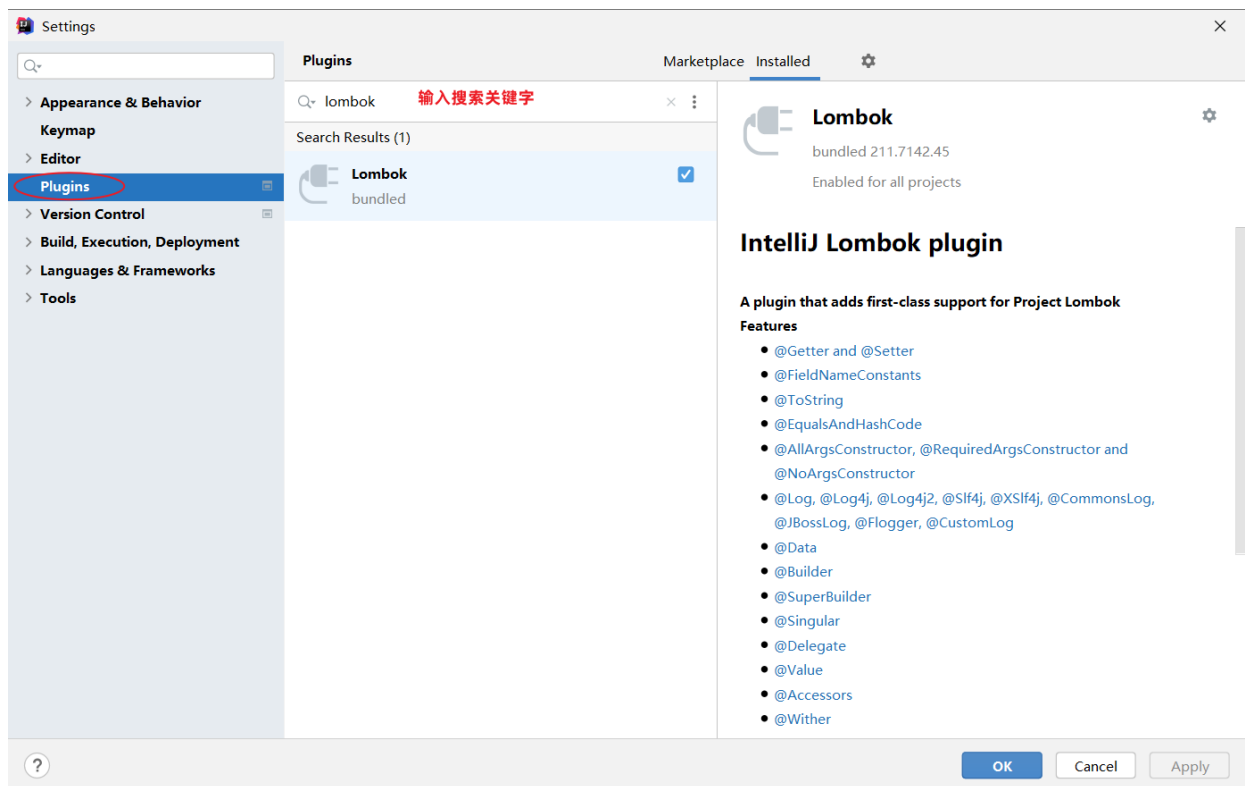 Settings
Plugins
Marketplace Installed
Appearance & Behavior
Keymap
Editor
Plugins
Version Control
Build, Execution, Deployment
Languages & Frameworks
Tools
lombok 输入搜索关键字
Search Results (1)
Lombok
bundled
Lombok
bundled 211.7142.45
Enabled for all projects
IntelliJ Lombok plugin
A plugin that adds first-class support for Project Lombok
Features
@Getter and @Setter
@FieldNameConstants
@ToString
@EqualsAndHashCode
@AllArgsConstructor, @RequiredArgsConstructor and
@NoArgsConstructor
@Log, @Log4j, @Log4j2, @Slf4j, @XSlf4j, @CommonsLog,
@JBossLog, @Flogger, @CustomLog
@Data
@Builder
@SuperBuilder
@Singular
@Delegate
@Value
@Accessors
@Wither
?
OK
Cancel
Apply